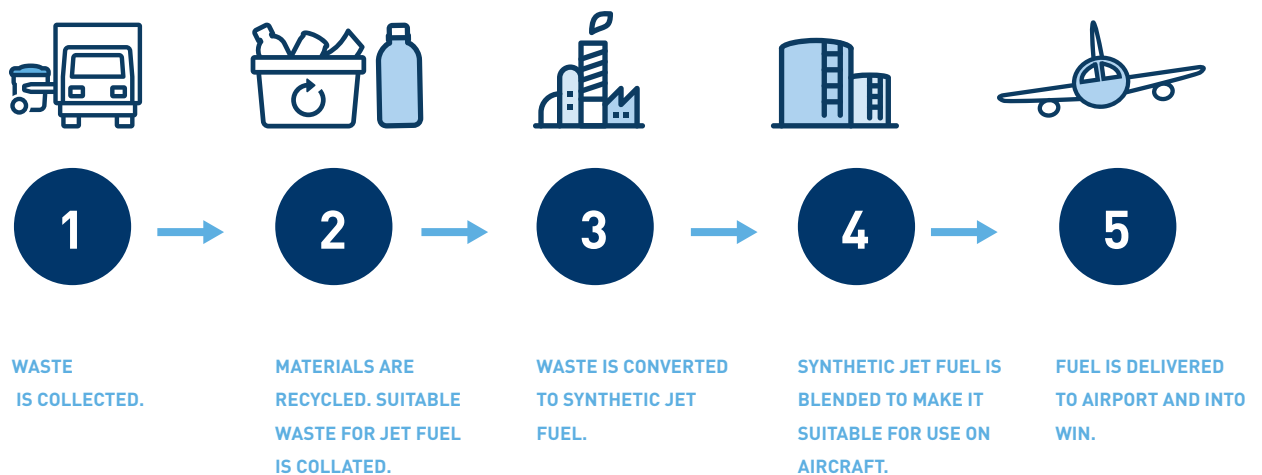 1
2
3
4
5
WASTE
IS COLLECTED.
MATERIALS ARE
RECYCLED. SUITABLE
WASTE FOR JET FUEL
IS COLLATED.
WASTE IS CONVERTED
TO SYNTHETIC JET
FUEL.
SYNTHETIC JET FUEL IS
BLENDED TO MAKE IT
SUITABLE FOR USE ON
AIRCRAFT.
FUEL IS DELIVERED
TO AIRPORT AND INTO
WIN.